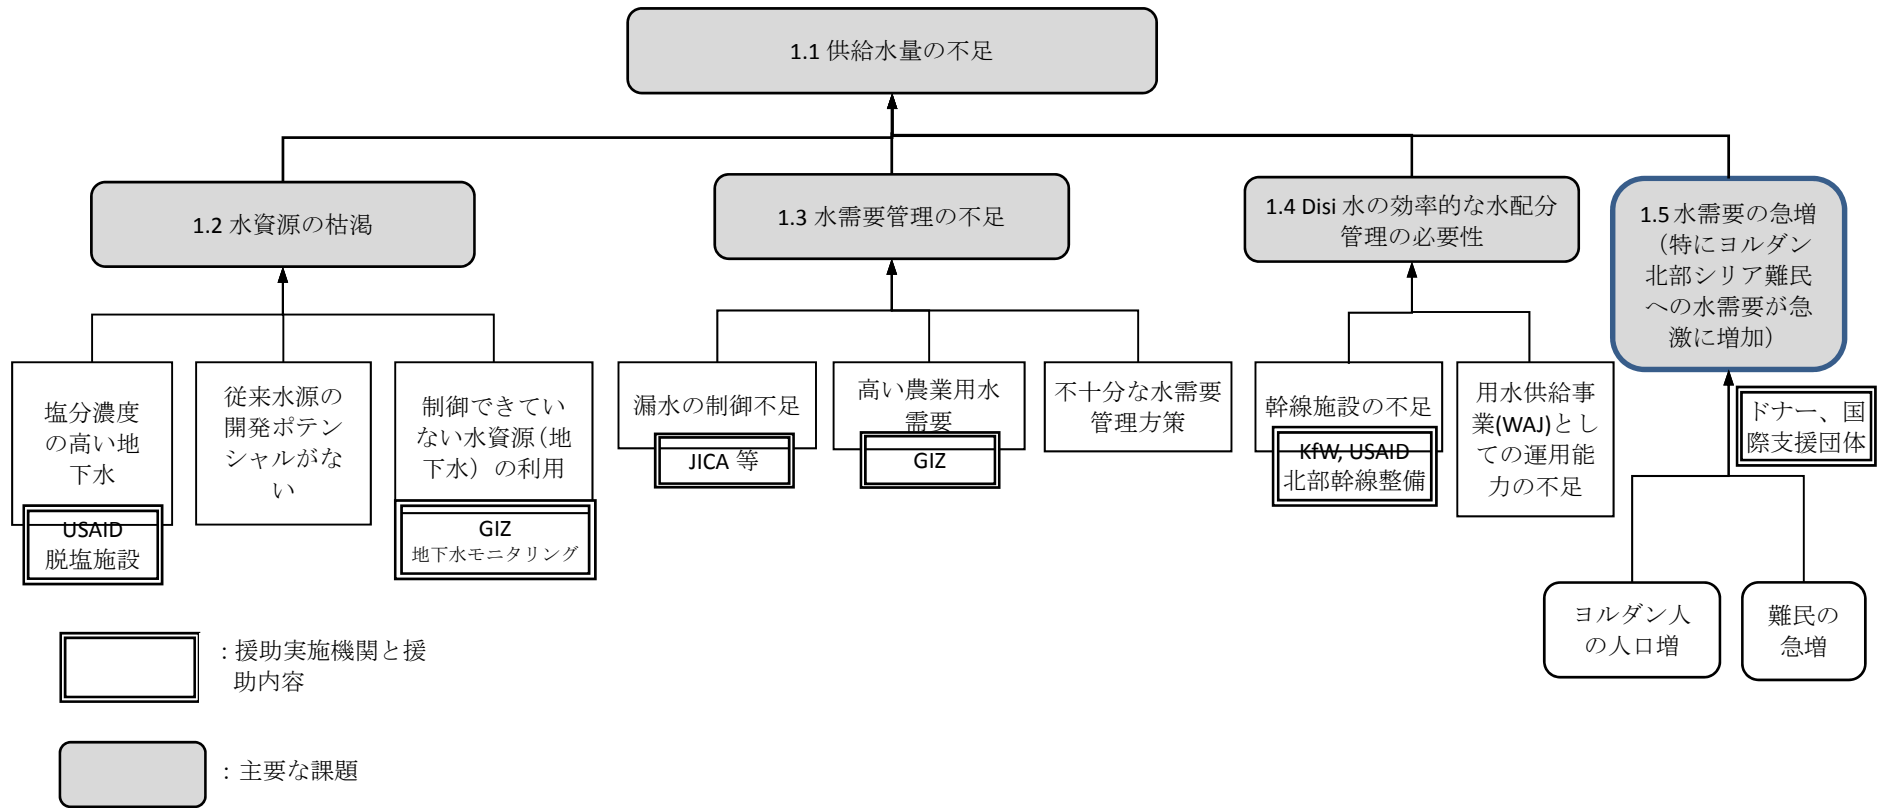 1.1 供給水量の不足
1.2 水資源の枯渇
1.3 水需要管理の不足
1.4 Disi 水の効率的な水配分
管理の必要性
1.5 水需要の急増
（特にヨルダン
北部シリア難民
への水需要が急
激に増加）
塩分濃度
の高い地
下水
USAID
脱塩施設
従来水源の
開発ポテン
シャルがな
い
制御できてい
ない水資源（地
下水）の利用
GIZ
地下水モニタリング
漏水の制御不足
JICA 等
高い農業用水
需要
GIZ
不十分な水需要
管理方策
幹線施設の不足
KfW, USAID
北部幹線整備
用水供給事
業(WAJ)とし
ての運用能
力の不足
ドナー、国
際支援団体
ヨルダン人
の人口増
難民の
急増
：援助実施機関と援
助内容
：主要な課題